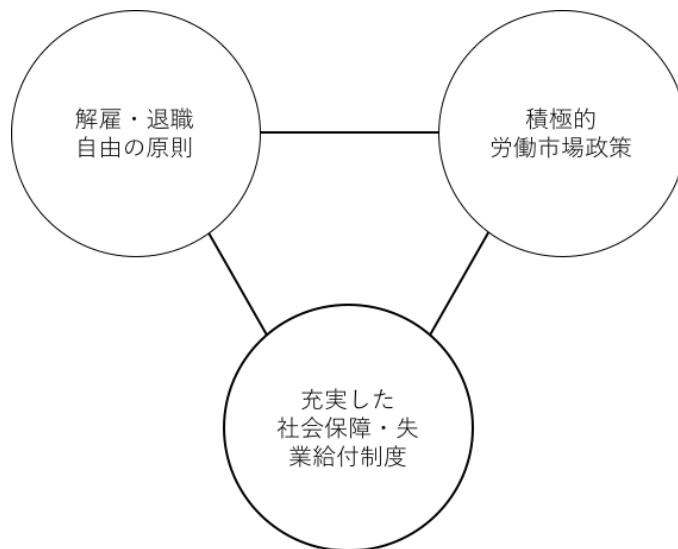 解雇・退職
自由の原則
積極的
労働市場政策
充実した
社会保障・失
業給付制度